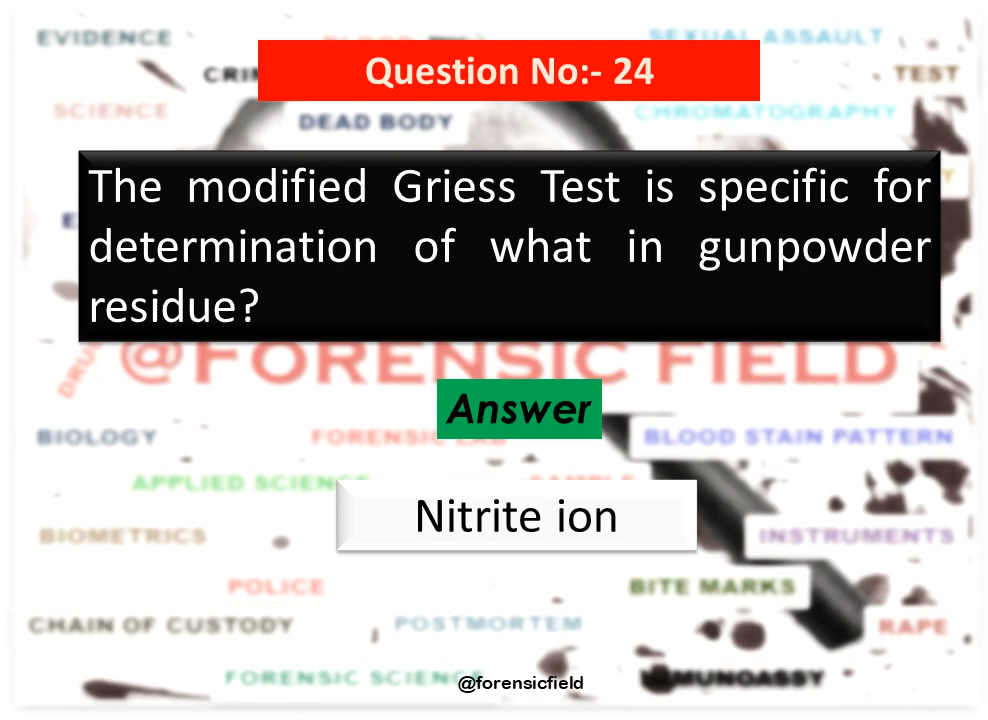 EVIDENCE
SEXUAL ASSAULT
Question No:- 24
TEST
SCIENCE
DEAD BODY
CHROMATOGRAPHY
The modified Griess Test is specific for
determination of what in gunpowder
residue?
@FORENSIC FIELD
Answer
BIOLOGY
FORENSIC LAB
BLOOD STAIN PATTERN
APPLIED SCIENCE
Nitrite ion
BIOMETRICS
INSTRUMENTS
POLICE
BITE MARKS
CHAIN OF CUSTODY
POSTMORTEM
RAPE
FORENSIC SCIENCE
@forensicfield